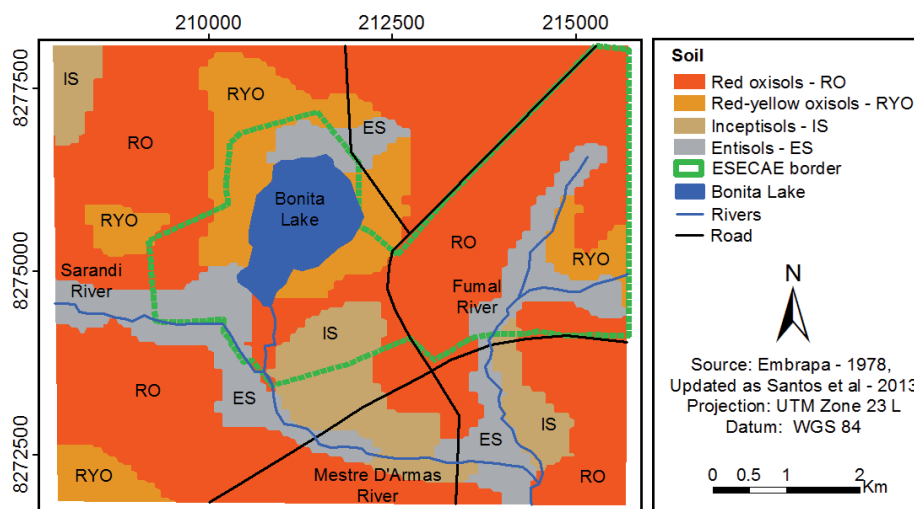 210000 212500 215000
8277500
8275000
8272500
IS
RYO
ES
RO
Bonita
Lake
RYO
RO
RYO
Sarandi
River
Fumal
River
IS
RO
ES
IS
ES
RYO
Mestre D'Armas
River
RO
Soil
Red oxisols - RO
Red-yellow oxisols - RYO
Inceptisols - IS
Entisols - ES
ESECAE border
Bonita Lake
Rivers
Road
N
Source: Embrapa - 1978,
Updated as Santos et al - 2013
Projection: UTM Zone 23 L
Datum: WGS 84
0 0.5 1 2
Km